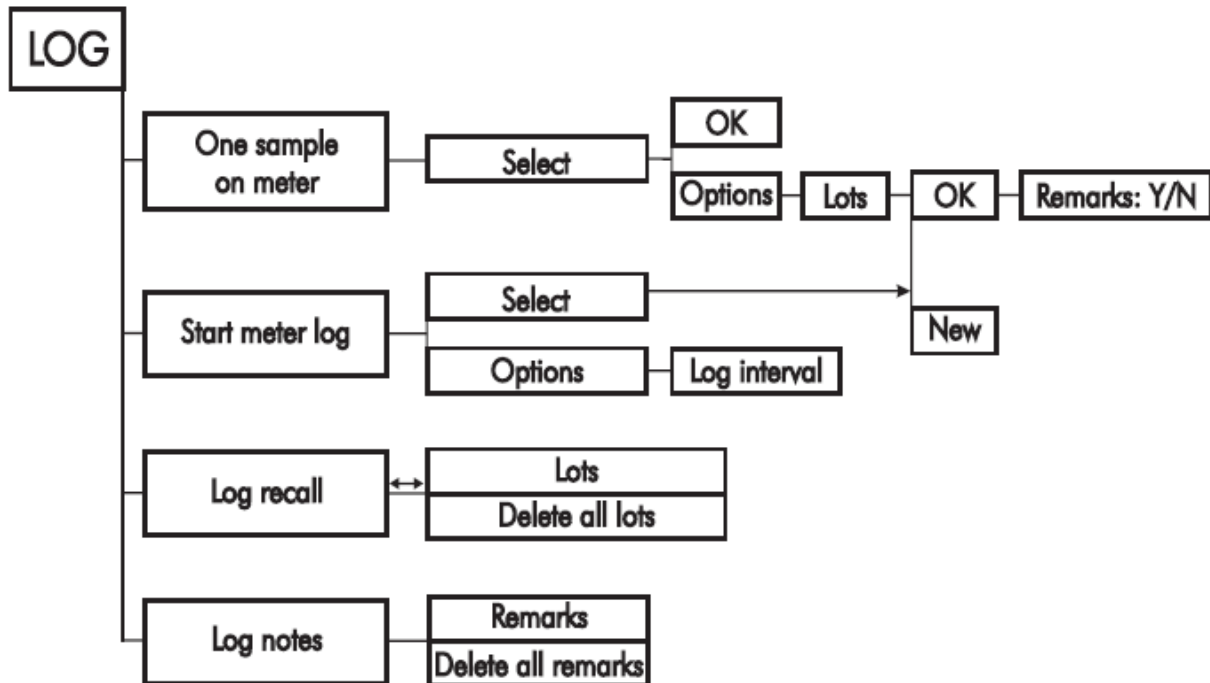 LOG
One sample
on meter
Select
OK
Options
Lots
OK
Remarks: Y/N
Start meter log
Select
New
Options
Log interval
Log recall
Lots
Delete all lots
Log notes
Remarks
Delete all remarks